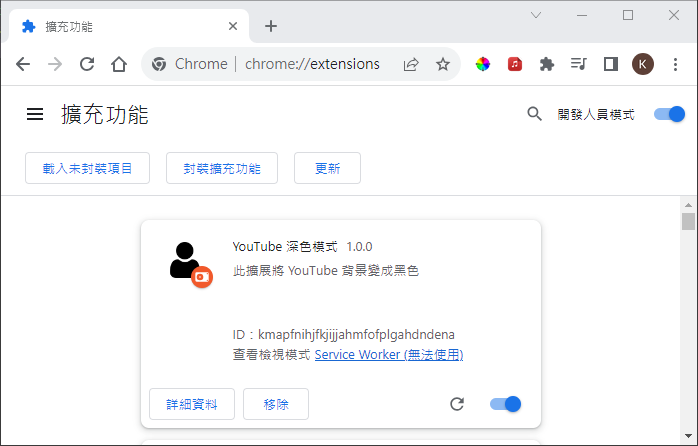 擴充功能
Chrome | chrome://extensions
K
擴充功能
開發人員模式
載入未封裝項目
封裝擴充功能
更新
YouTube 深色模式 1.0.0
此擴展將 YouTube 背景變成黑色
ID：kmapfnihjfkjijjahmfofplgahdndena
查看檢視模式 Service Worker (無法使用)
詳細資料
移除